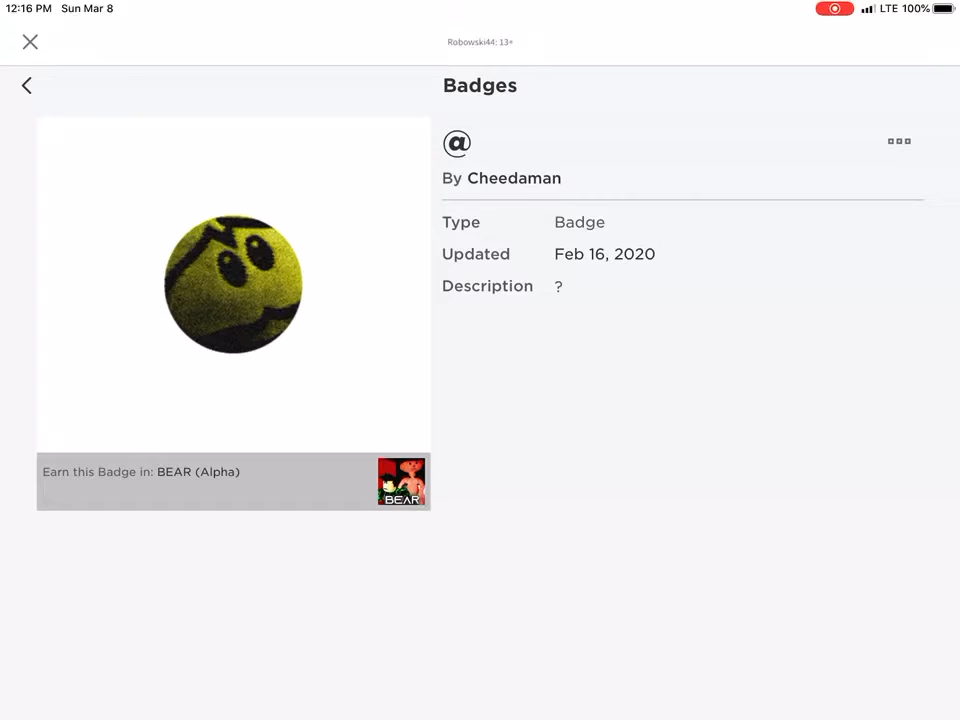 12:16 PM Sun Mar 8
LTE 100%
Robowski44: 13+
Badges
@
By Cheedaman
Type Badge
Updated Feb 16, 2020
Description ?
Earn this Badge in: BEAR (Alpha)
BEAR